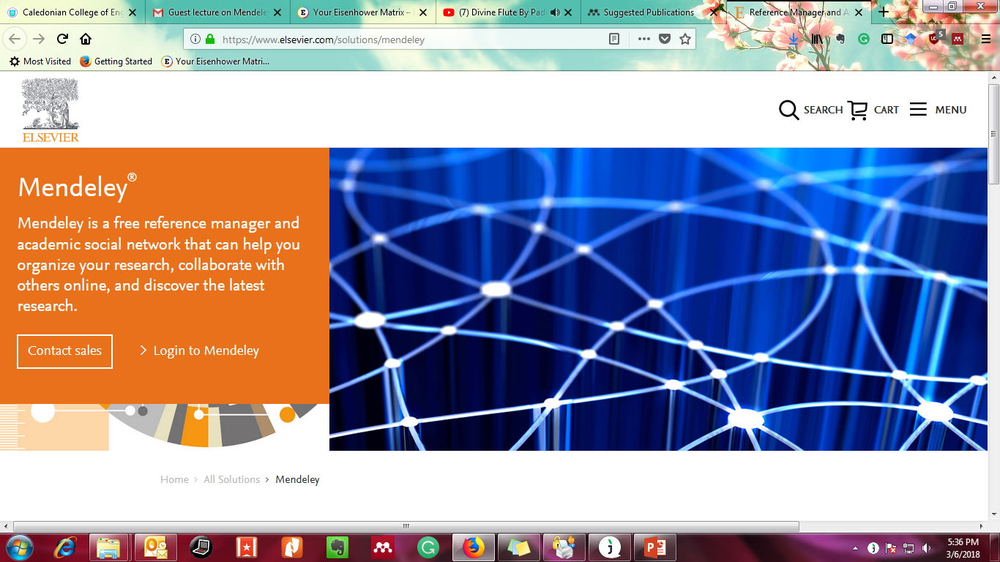 Caledonian College of Eng
Guest lecture on Mendele
Your Eisenhower Matrix –
(7) Divine Flute By Pad
Suggested Publications
Reference Manager and A
https://www.elsevier.com/solutions/mendeley
5
Most Visited
Getting Started
Your Eisenhower Matri...
ELSEVIER
SEARCH
CART
MENU
Mendeley®
Mendeley is a free reference manager and
academic social network that can help you
organize your research, collaborate with
others online, and discover the latest
research.
Contact sales
Login to Mendeley
Home > All Solutions > Mendeley
5:36 PM
3/6/2018